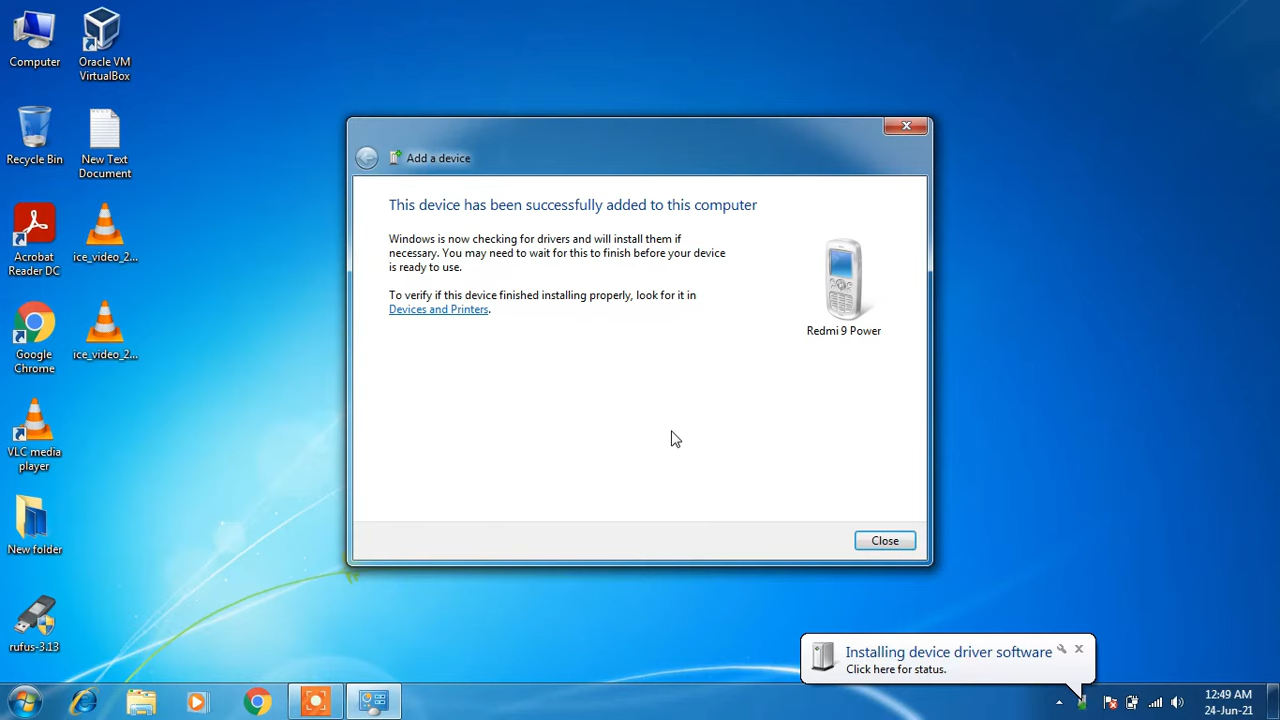 Computer
Oracle VM
VirtualBox
Recycle Bin
New Text
Document
Acrobat
Reader DC
ice_video_2...
Google
Chrome
ice_video_2...
VLC media
player
New folder
rufus-3.13
Add a device
This device has been successfully added to this computer
Windows is now checking for drivers and will install them if
necessary. You may need to wait for this to finish before your device
is ready to use.
To verify if this device finished installing properly, look for it in
Devices and Printers.
Redmi 9 Power
Close
Installing device driver software
Click here for status.
12:49 AM
24-Jun-21